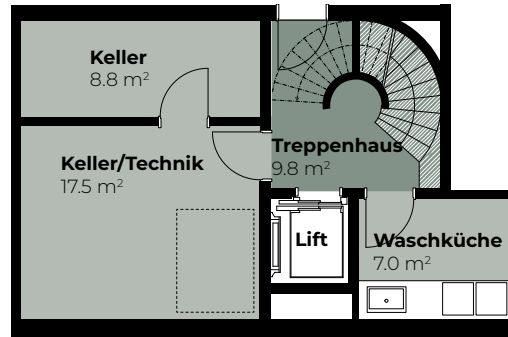 Keller
8.8 m²
Keller/Technik
17.5 m²
Treppenhaus
9.8 m²
Lift
Waschküche
7.0 m²